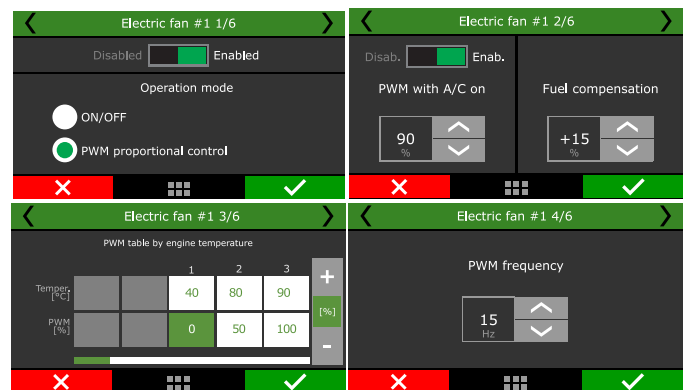 Electric fan #1 1/6
Disabled Enabled
Operation mode
ON/OFF
PWM proportional control
Electric fan #1 2/6
Disab. Enab.
PWM with A/C on
90
%
Fuel compensation
+15
%
Electric fan #1 3/6
PWM table by engine temperature
1 2 3
Temper. [°C] 40 80 90
PWM [%] 0 50 100
+
[%]
-
Electric fan #1 4/6
PWM frequency
15
Hz